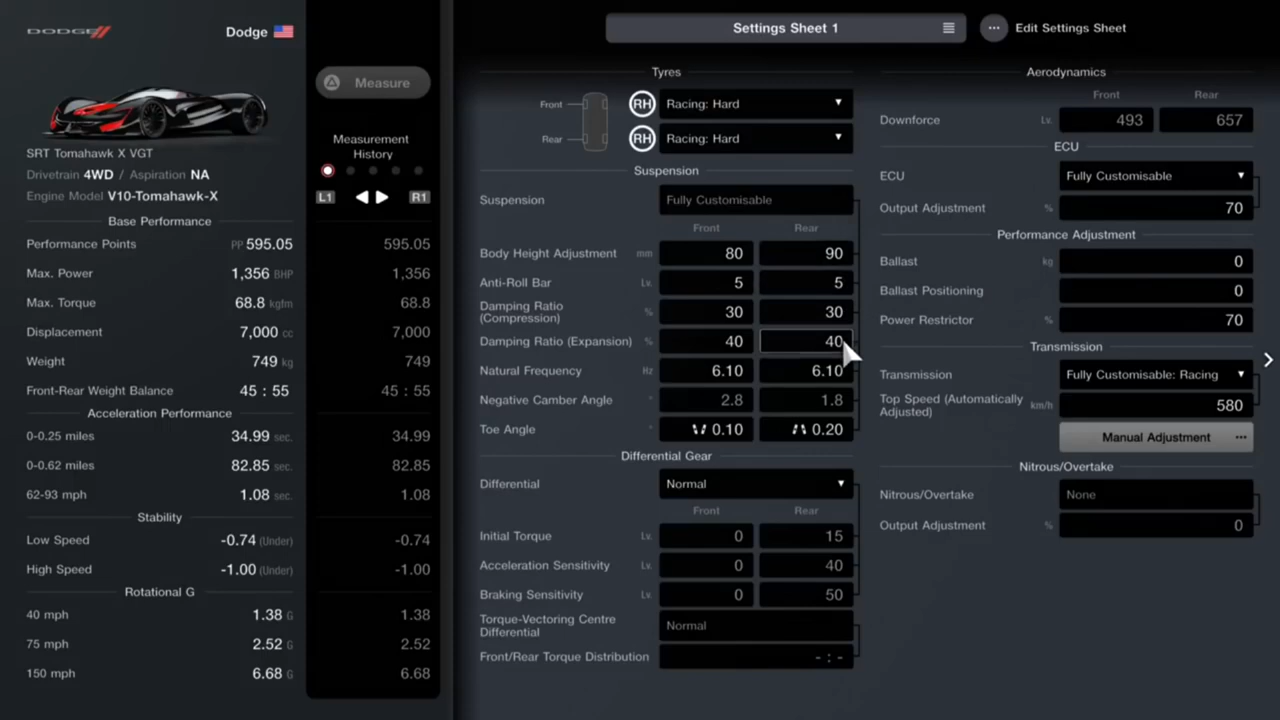 DODGE
Dodge
SRT Tomahawk X VGT
Drivetrain 4WD / Aspiration NA
Engine Model V10-Tomahawk-X
Base Performance
Performance Points PP 595.05
Max. Power 1,356 BHP
Max. Torque 68.8 kgfm
Displacement 7,000 cc
Weight 749 kg
Front-Rear Weight Balance 45 : 55
Acceleration Performance
0-0.25 miles 34.99 sec.
0-0.62 miles 82.85 sec.
62-93 mph 1.08 sec.
Stability
Low Speed -0.74 (Under)
High Speed -1.00 (Under)
Rotational G
40 mph 1.38 G
75 mph 2.52 G
150 mph 6.68 G
Measure
Measurement
History
L1 R1
595.05
1,356
68.8
7,000
749
45 : 55
34.99
82.85
1.08
-0.74
-1.00
1.38
2.52
6.68
Settings Sheet 1
Edit Settings Sheet
Tyres
Front RH Racing: Hard
Rear RH Racing: Hard
Suspension
Suspension Fully Customisable
Front Rear
Body Height Adjustment mm 80 90
Anti-Roll Bar Lv. 5 5
Damping Ratio
(Compression) % 30 30
Damping Ratio (Expansion) % 40 40
Natural Frequency Hz 6.10 6.10
Negative Camber Angle ° 2.8 1.8
Toe Angle ° 0.10 0.20
Differential Gear
Differential Normal
Front Rear
Initial Torque Lv. 0 15
Acceleration Sensitivity Lv. 0 40
Braking Sensitivity Lv. 0 50
Torque-Vectoring Centre
Differential Normal
Front/Rear Torque Distribution - : -
Aerodynamics
Front Rear
Downforce Lv. 493 657
ECU
ECU Fully Customisable
Output Adjustment % 70
Performance Adjustment
Ballast kg 0
Ballast Positioning 0
Power Restrictor % 70
Transmission
Transmission Fully Customisable: Racing
Top Speed (Automatically
Adjusted) km/h 580
Manual Adjustment
Nitrous/Overtake
Nitrous/Overtake None
Output Adjustment % 0